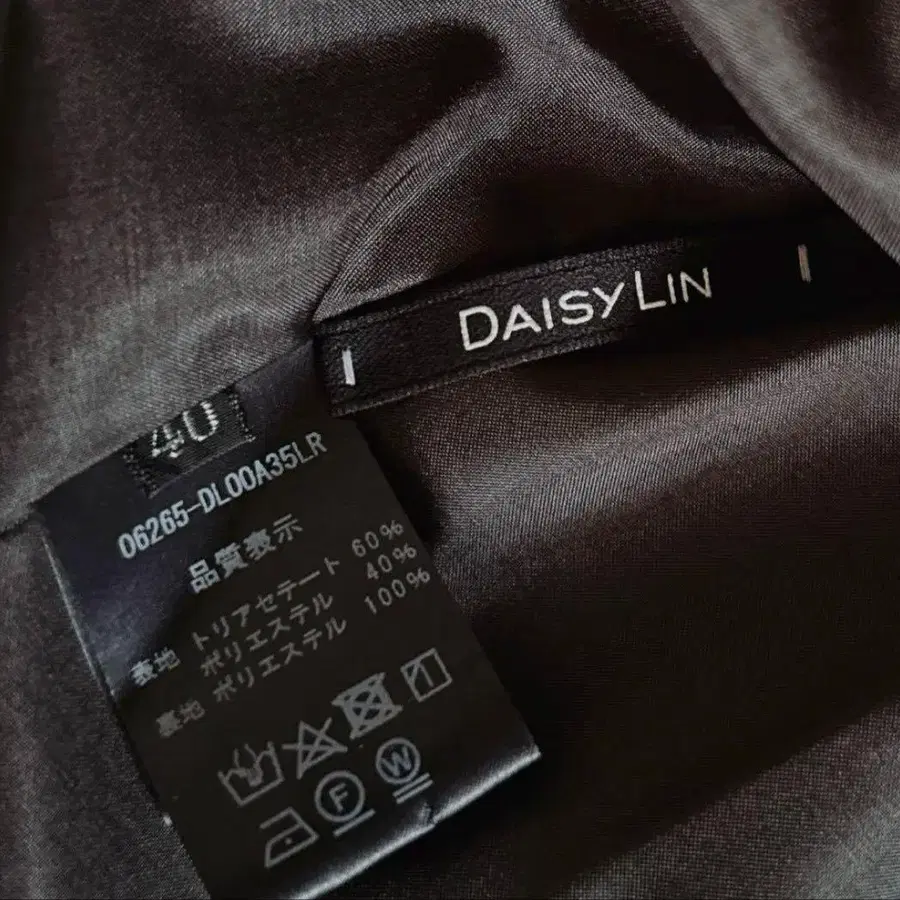 DAISY LIN
40
06265-DL00A35LR
品質表示
表地 トリアセテート 60%
ポリエステル 40%
裏地 ポリエステル 100%
F W